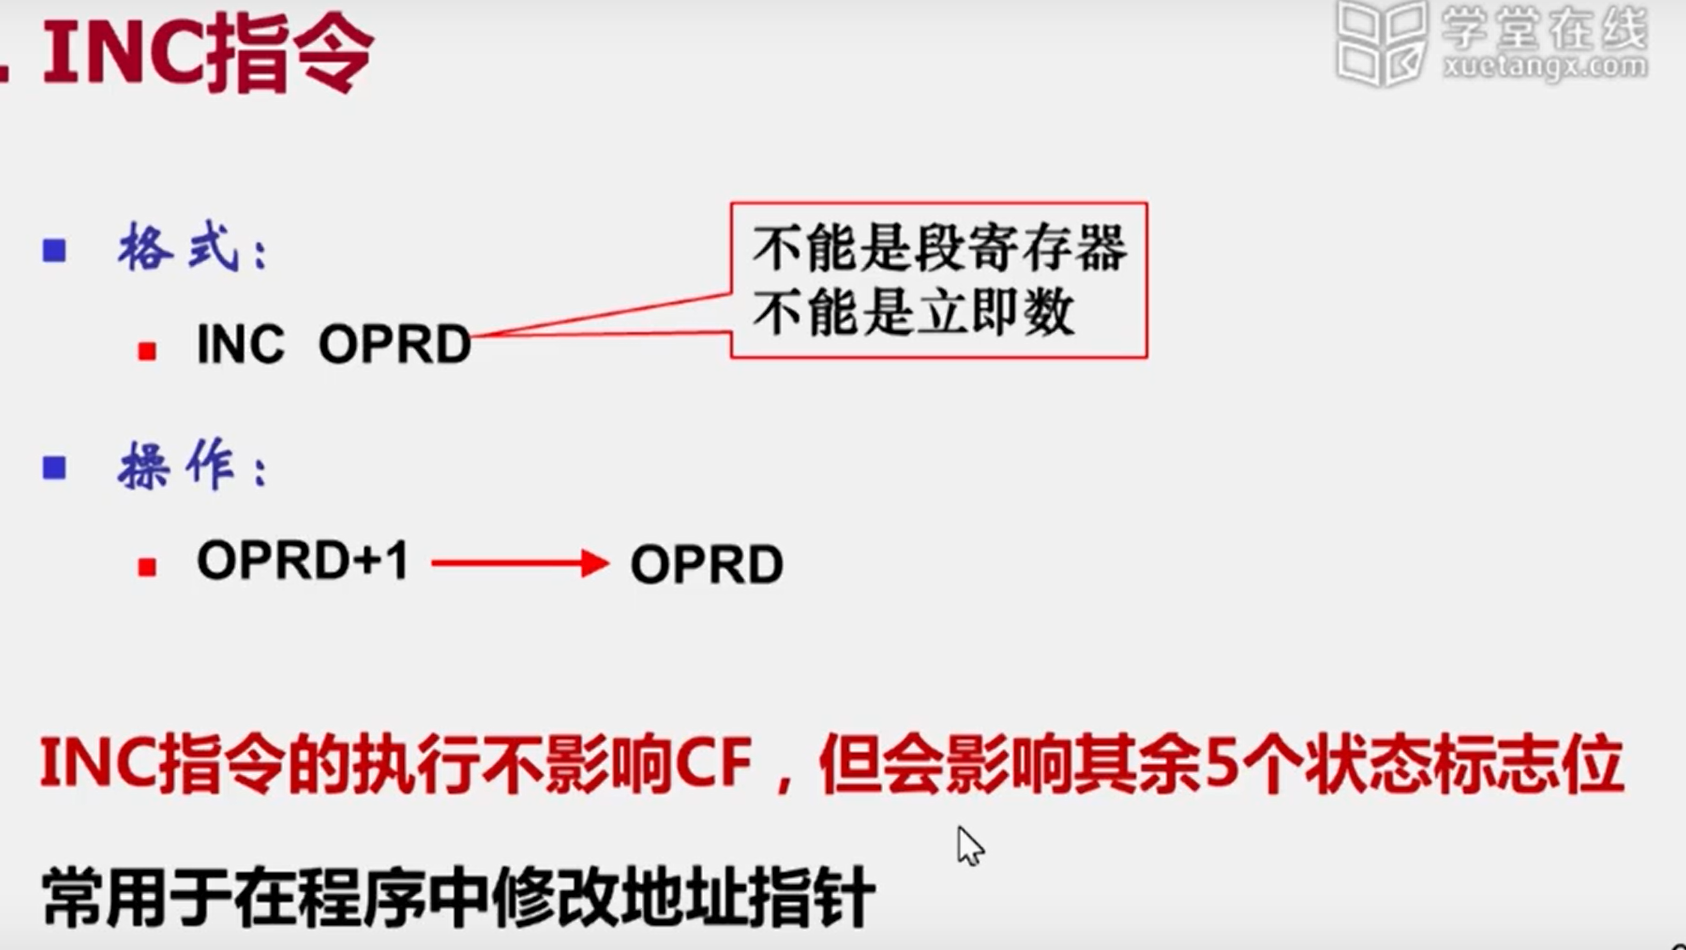 . INC指令
学堂在线
xuetangx.com
格式：
不能是段寄存器
不能是立即数
INC OPRD
操作：
OPRD+1 OPRD
INC指令的执行不影响CF，但会影响其余5个状态标志位
常用于在程序中修改地址指针